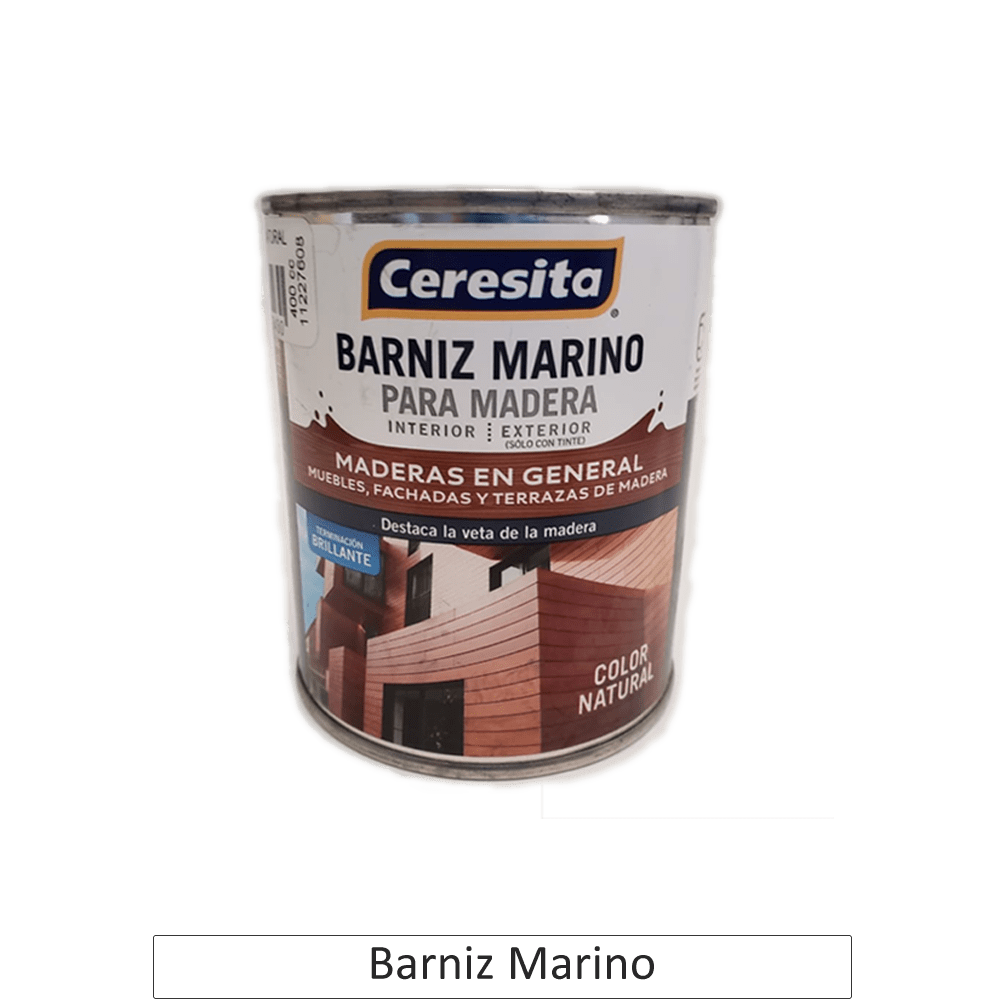 Ceresita
®
BARNIZ MARINO
PARA MADERA
INTERIOR EXTERIOR
(SÓLO CON TINTE)
MADERAS EN GENERAL
MUEBLES, FACHADAS Y TERRAZAS DE MADERA
Destaca la veta de la madera
TERMINACIÓN
BRILLANTE
COLOR
NATURAL
400 cc
11227608
Barniz Marino